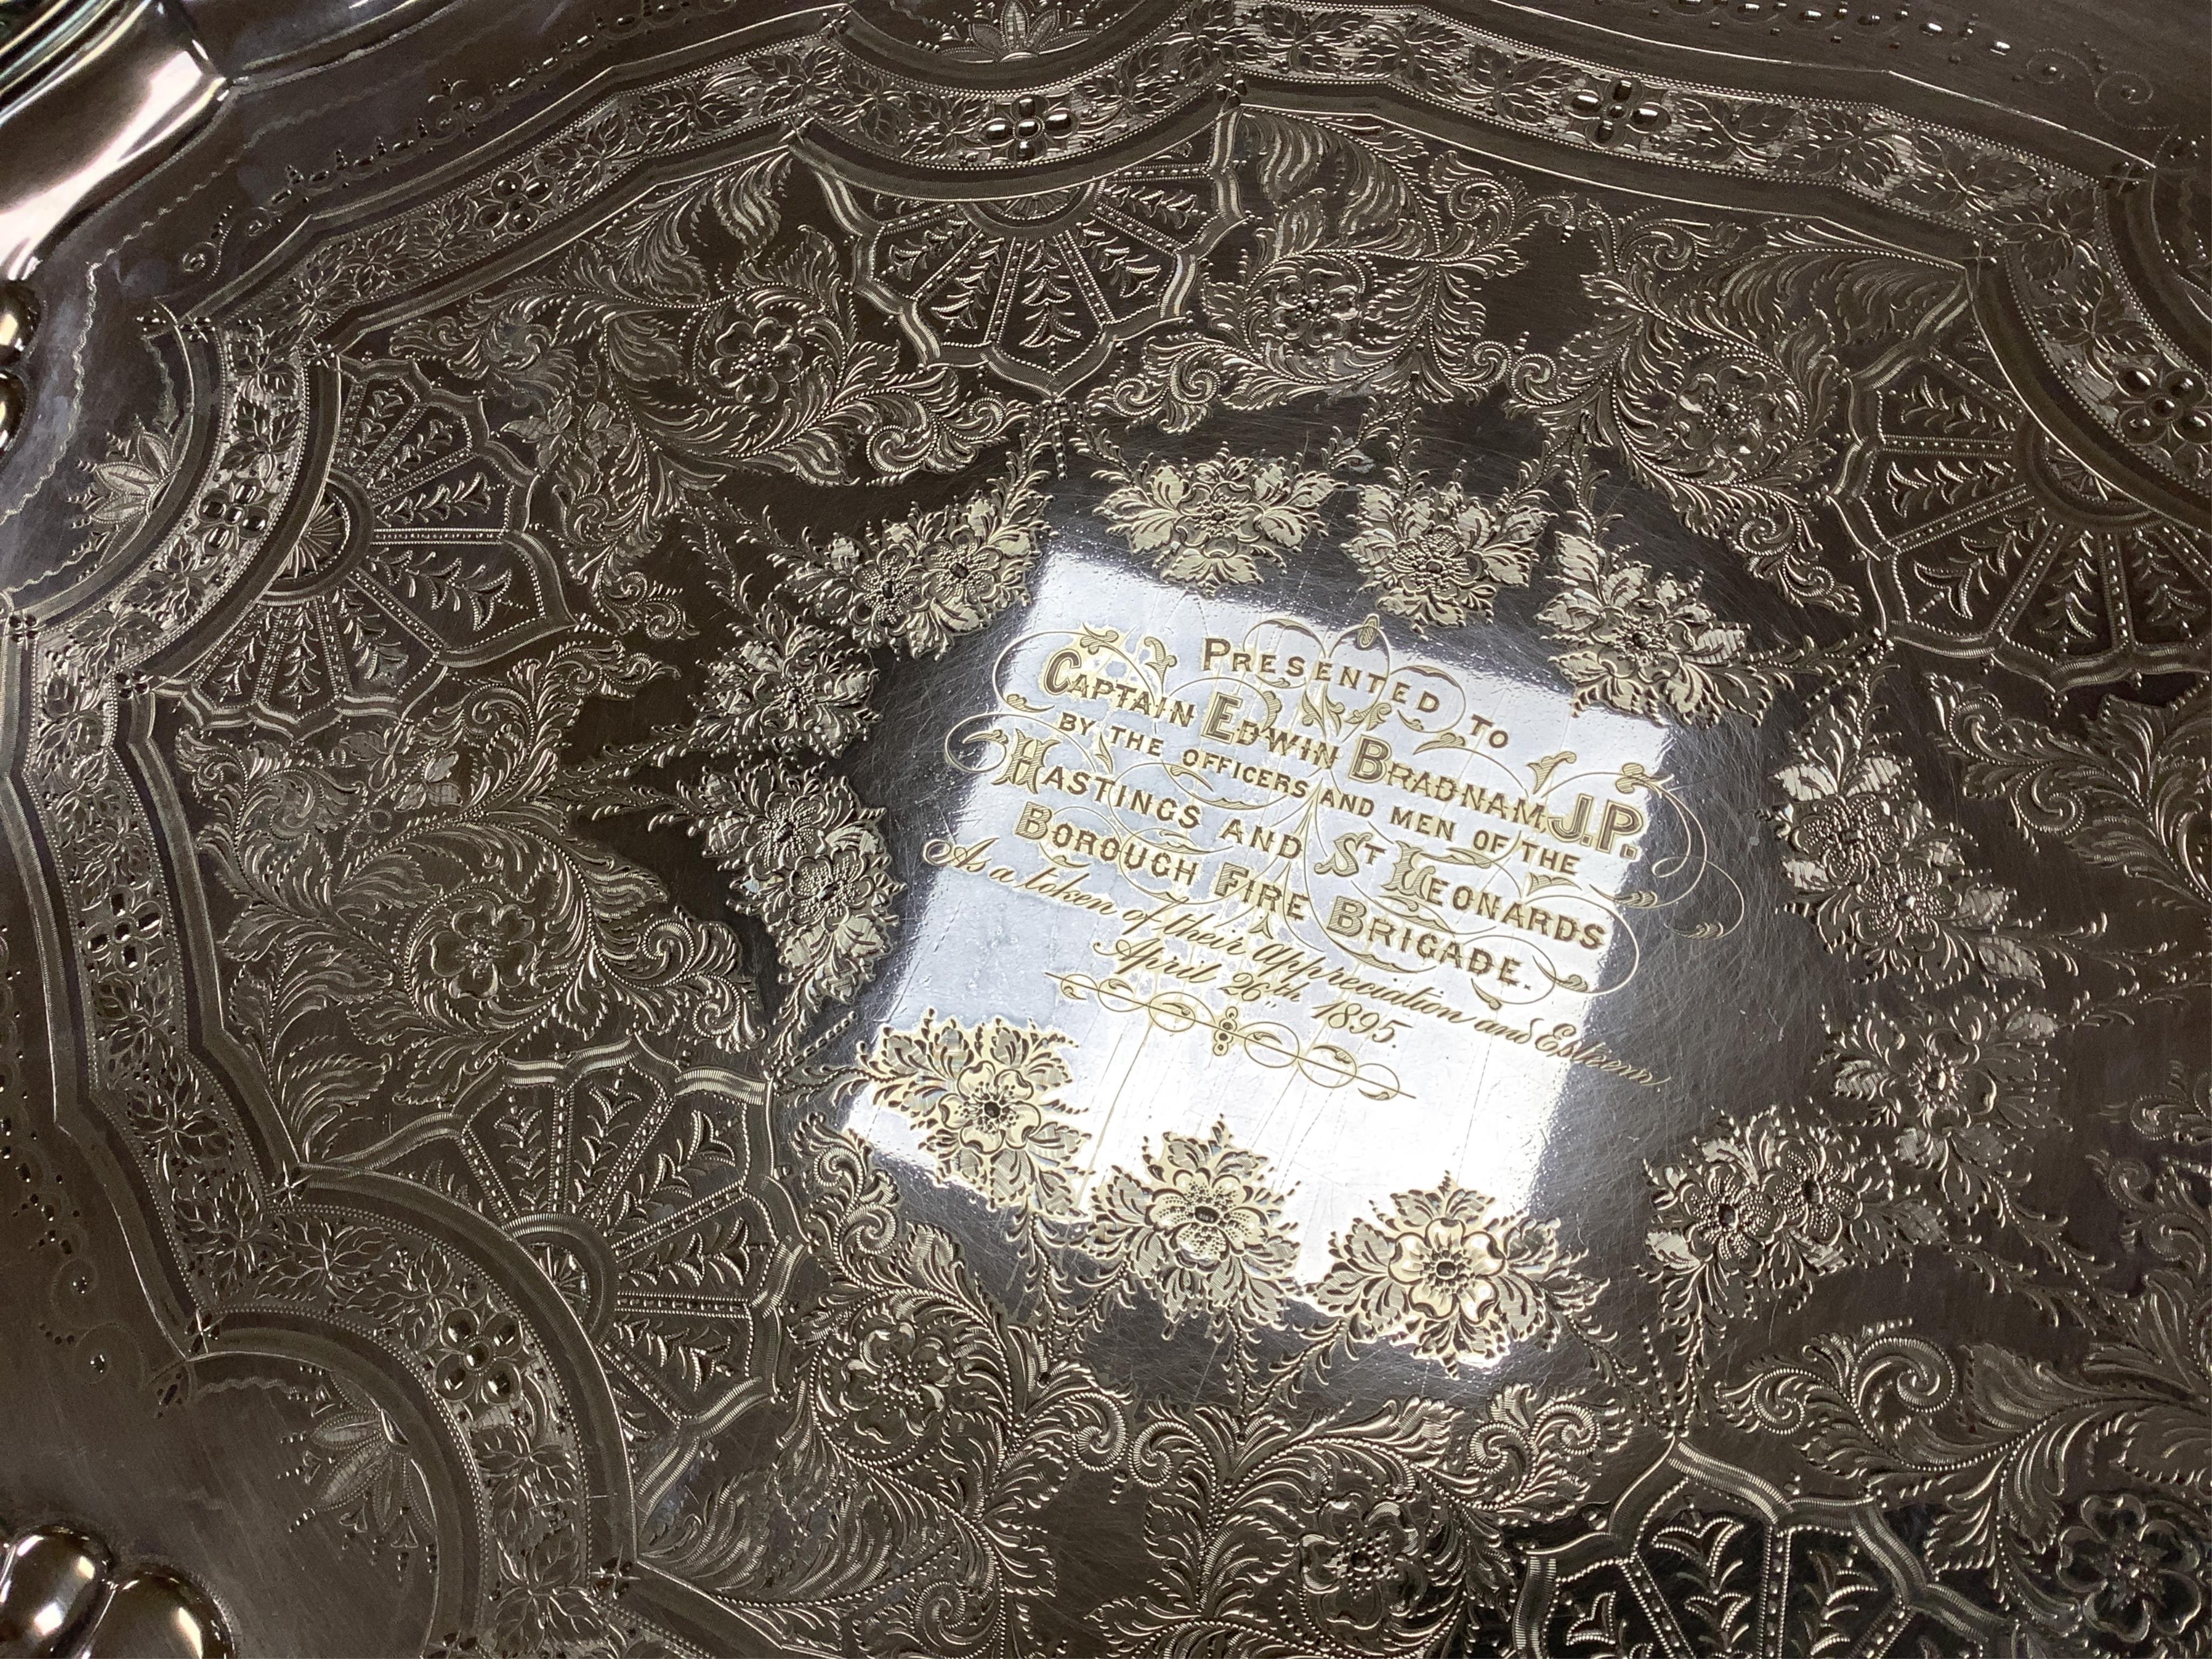 PRESENTED TO
CAPTAIN EDWIN BRADNAM, J.P.
BY THE OFFICERS AND MEN OF THE
HASTINGS AND ST LEONARDS
BOROUGH FIRE BRIGADE.
As a token of their appreciation and Esteem
April 26th 1895.